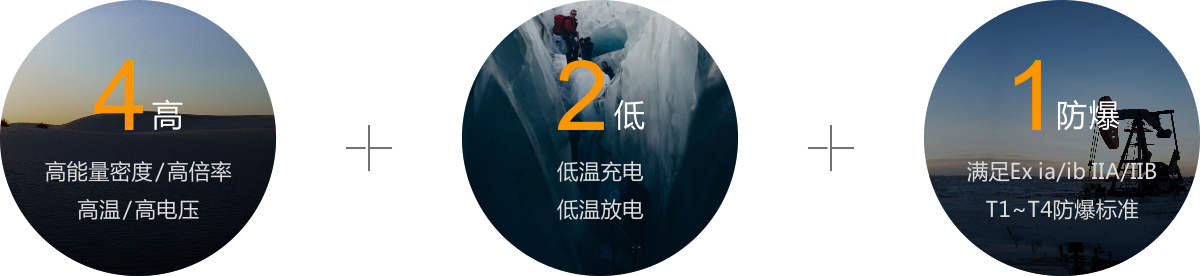 4高
高能量密度/高倍率
高温/高电压
+
2低
低温充电
低温放电
+
1防爆
满足Ex ia/ib IIA/IIB
T1~T4防爆标准